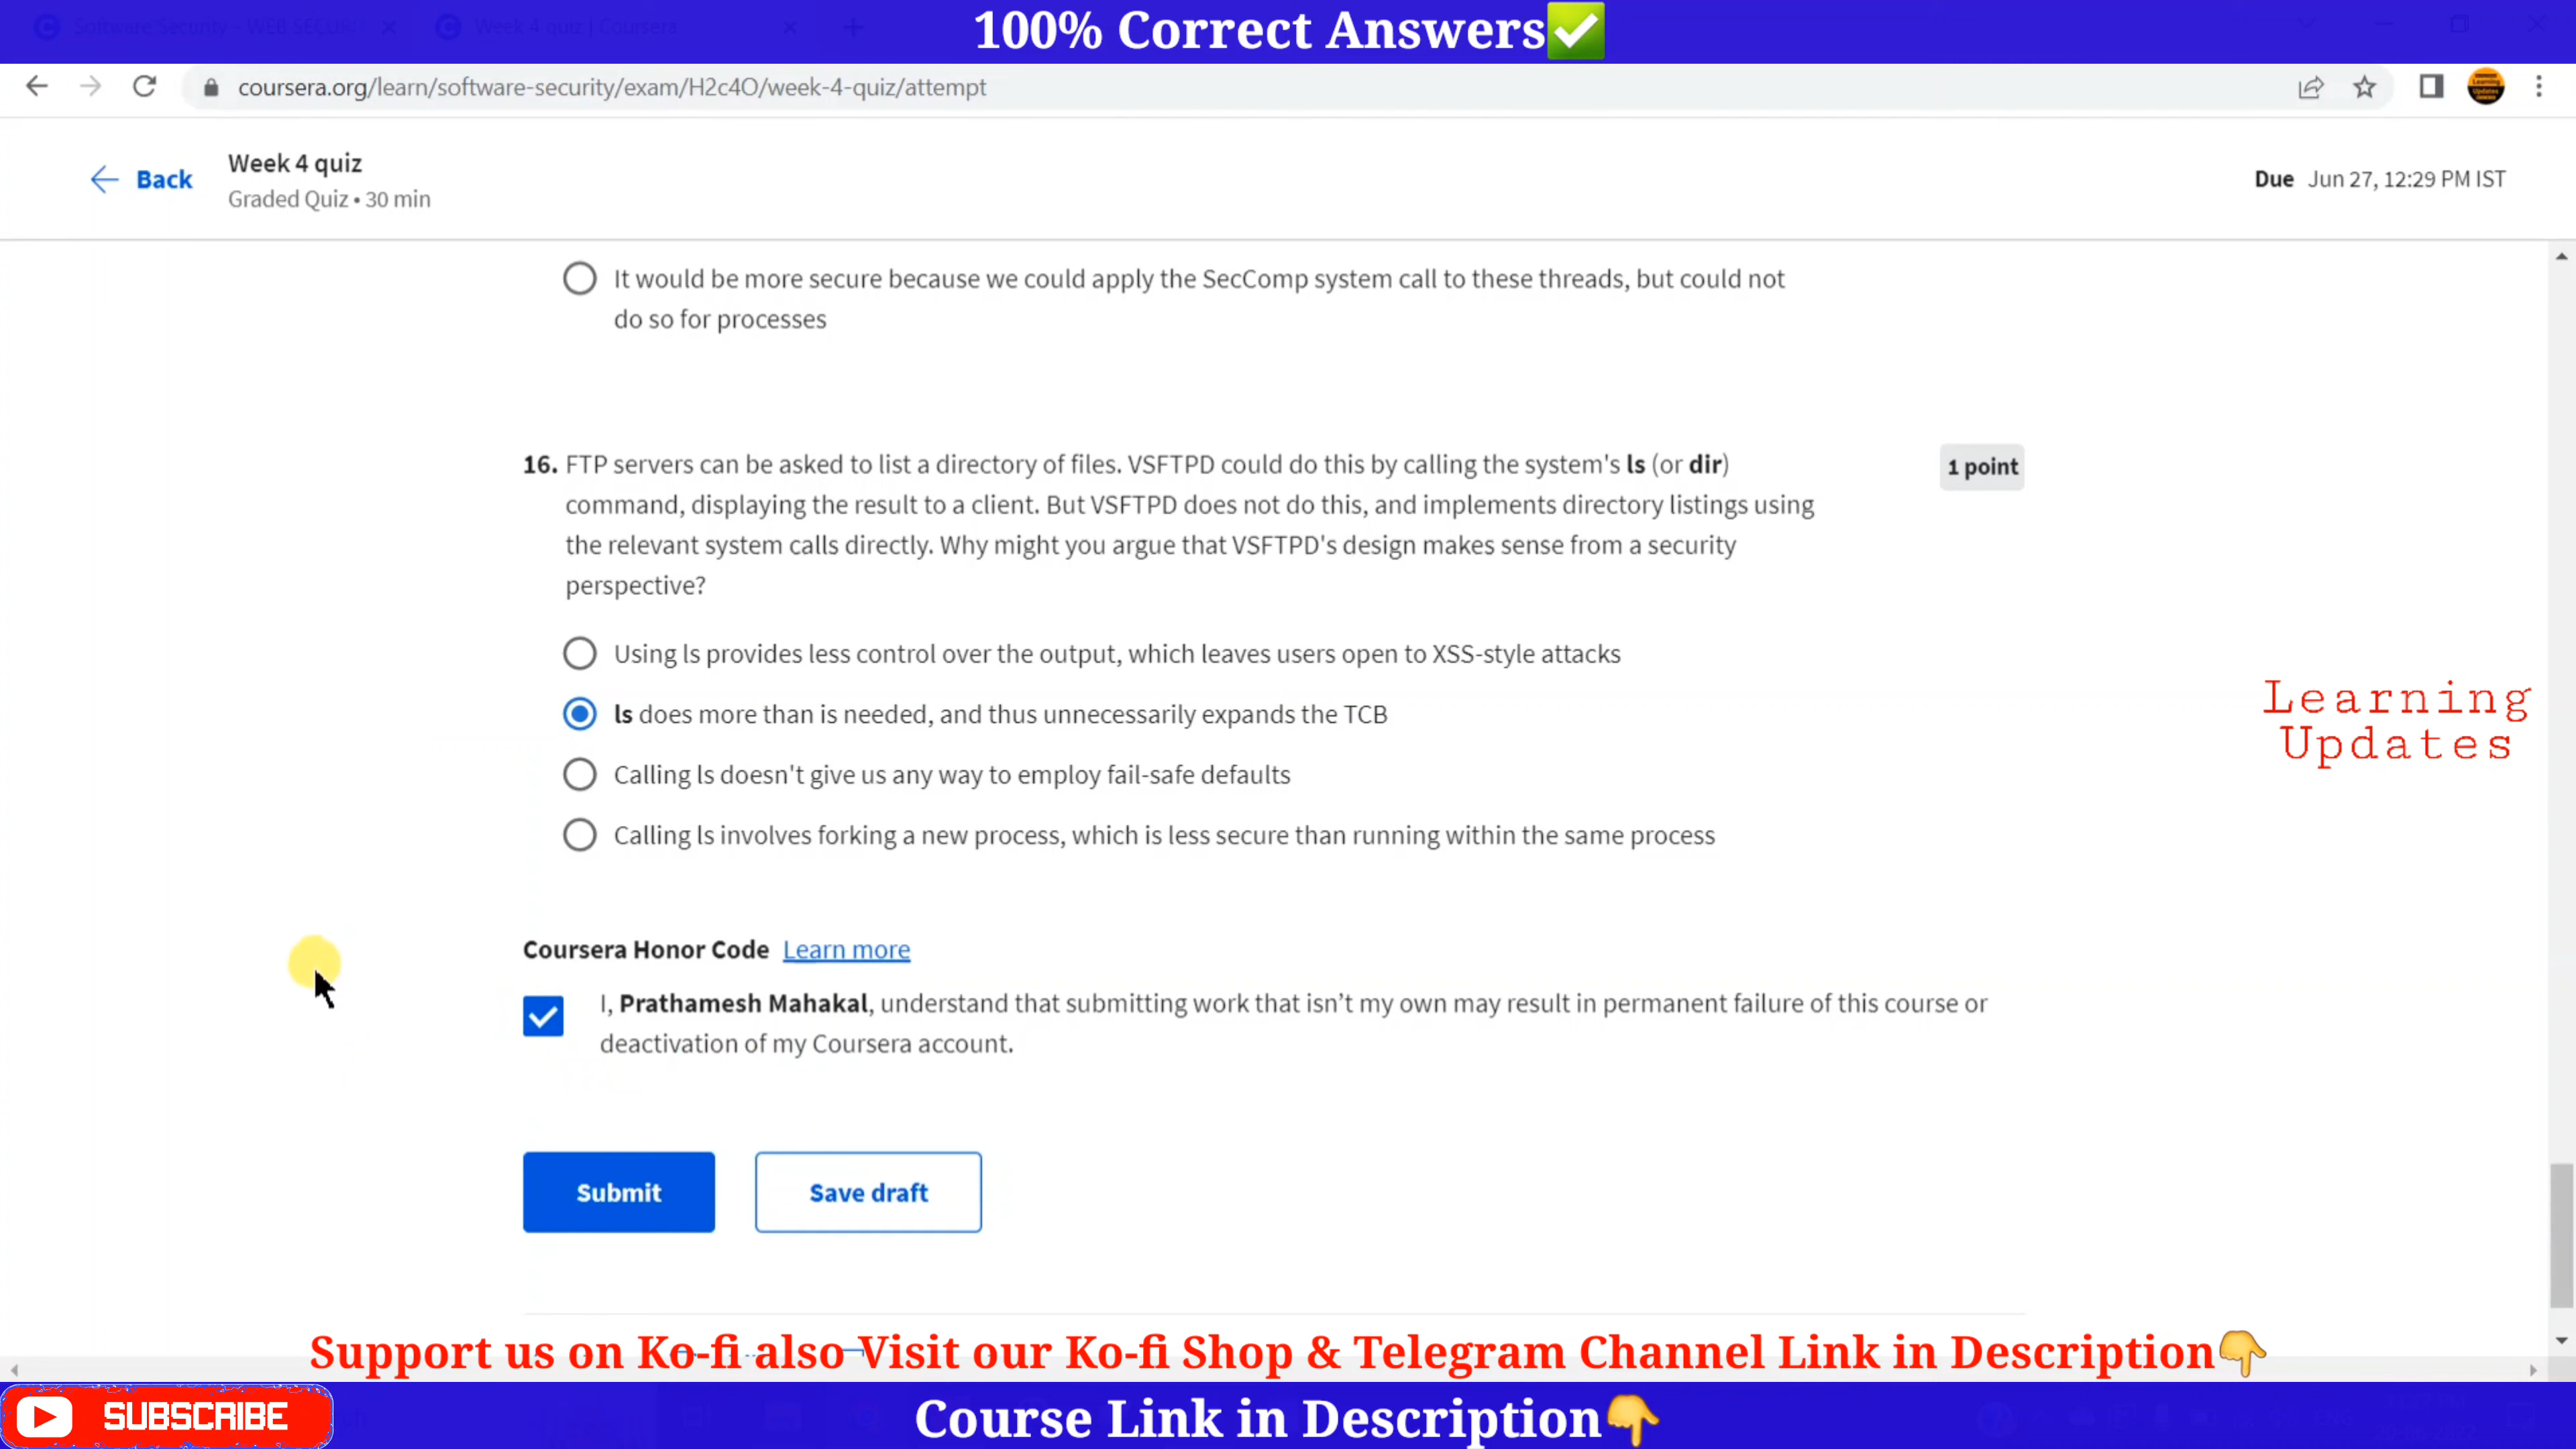 100% Correct Answers✅
Software Security - WEB SECURI
Week 4 quiz | Coursera
coursera.org/learn/software-security/exam/H2c4O/week-4-quiz/attempt
Back
Week 4 quiz
Graded Quiz • 30 min
Due Jun 27, 12:29 PM IST
It would be more secure because we could apply the SecComp system call to these threads, but could not
do so for processes
16. FTP servers can be asked to list a directory of files. VSFTPD could do this by calling the system's ls (or dir)
command, displaying the result to a client. But VSFTPD does not do this, and implements directory listings using
the relevant system calls directly. Why might you argue that VSFTPD's design makes sense from a security
perspective?
1 point
Using ls provides less control over the output, which leaves users open to XSS-style attacks
ls does more than is needed, and thus unnecessarily expands the TCB
Calling ls doesn't give us any way to employ fail-safe defaults
Calling ls involves forking a new process, which is less secure than running within the same process
Learning
Updates
Coursera Honor Code Learn more
I, Prathamesh Mahakal, understand that submitting work that isn't my own may result in permanent failure of this course or
deactivation of my Coursera account.
Submit
Save draft
Support us on Ko-fi also Visit our Ko-fi Shop & Telegram Channel Link in Description👇
SUBSCRIBE
Course Link in Description👇